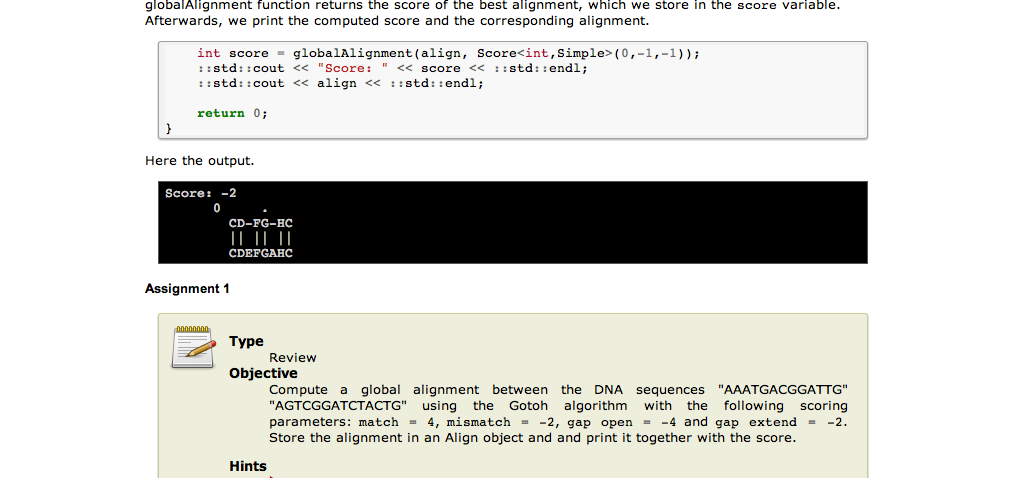 globalAlignment function returns the score of the best alignment, which we store in the score variable.
Afterwards, we print the computed score and the corresponding alignment.
int score = globalAlignment(align, Score<int,Simple>(0,-1,-1));
::std::cout << "Score: " << score << ::std::endl;
::std::cout << align << ::std::endl;
return 0;
}
Here the output.
Score: -2
0 .
CD-FG-HC
|| || ||
CDEFGAHC
Assignment 1
Type
Review
Objective
Compute a global alignment between the DNA sequences "AAATGACGGATTG"
"AGTCGGATCTACTG" using the Gotoh algorithm with the following scoring
parameters: match = 4, mismatch = -2, gap open = -4 and gap extend = -2.
Store the alignment in an Align object and and print it together with the score.
Hints